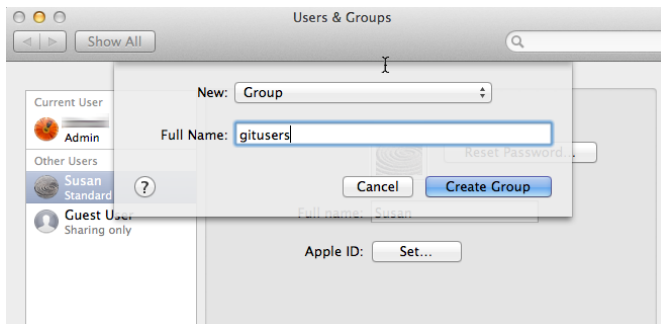 Users & Groups
Show All
New: Group
Full Name: gitusers
Cancel
Create Group
Current User
Admin
Other Users
Susan
Standard
Guest User
Sharing only
Reset Password...
Full name: Susan
Apple ID: Set...
?